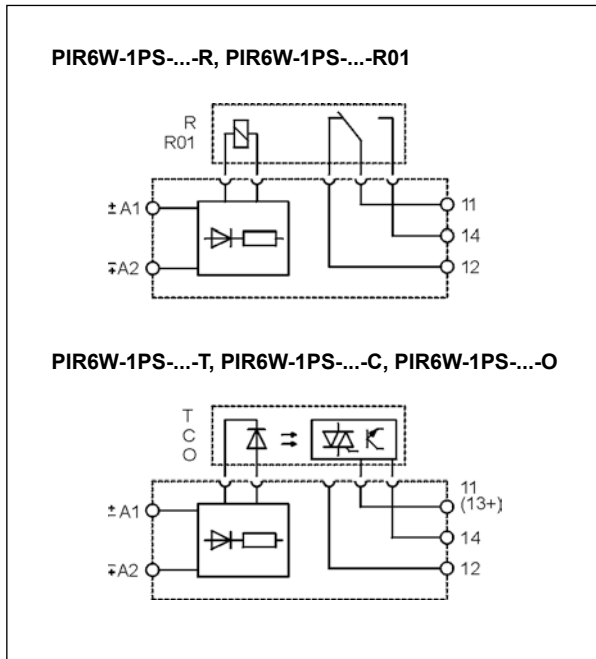 PIR6W-1PS-...-R, PIR6W-1PS-...-R01
R
R01
± A1
11
14
∓A2
12
PIR6W-1PS-...-T, PIR6W-1PS-...-C, PIR6W-1PS-...-O
T
C
O
± A1
11
(13+)
14
∓A2
12